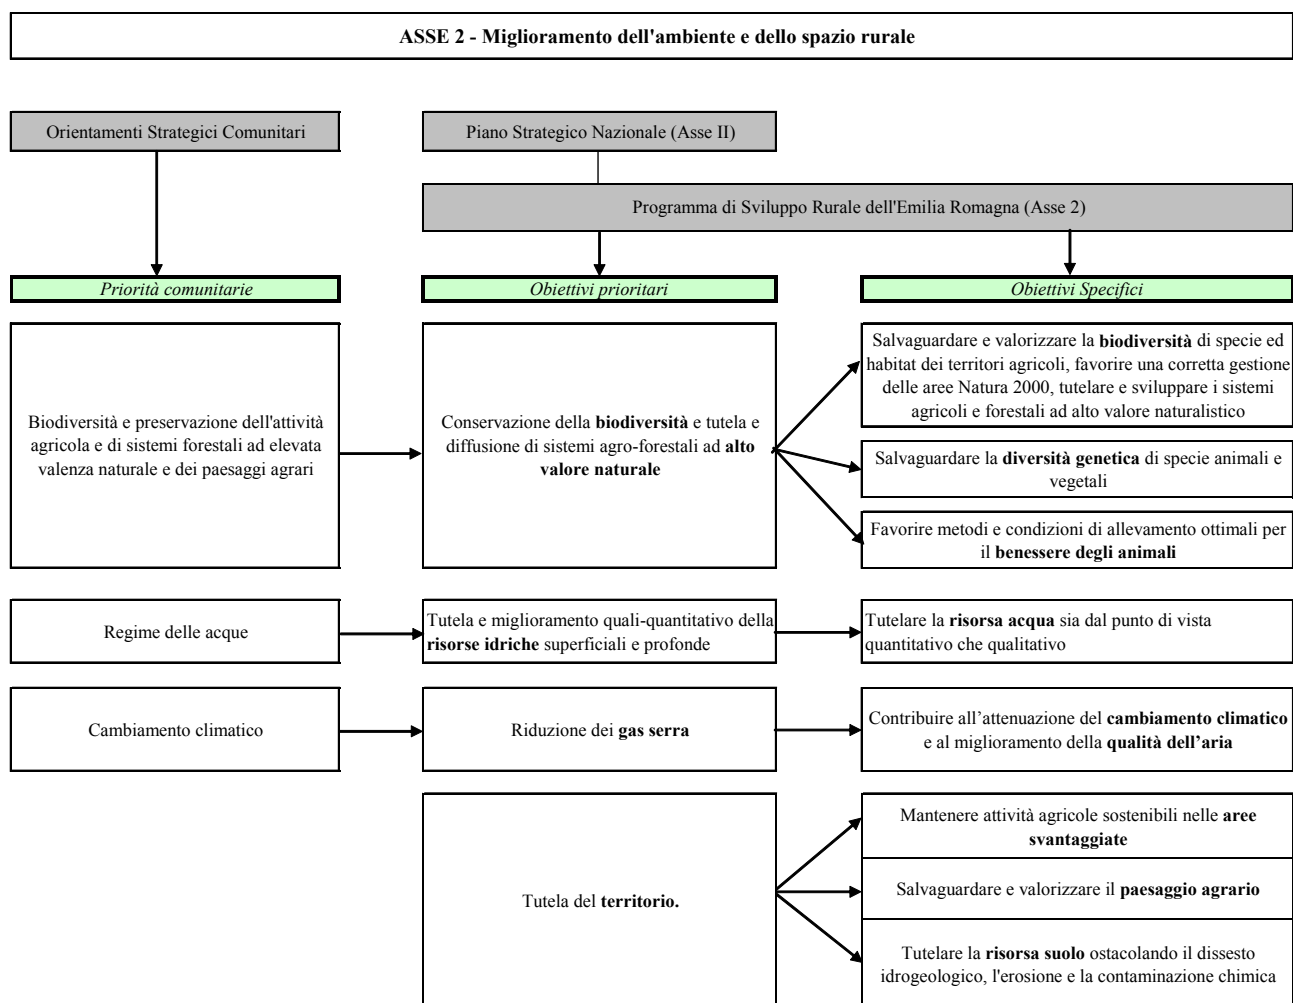 ASSE 2 - Miglioramento dell'ambiente e dello spazio rurale
Orientamenti Strategici Comunitari
Piano Strategico Nazionale (Asse II)
Programma di Sviluppo Rurale dell'Emilia Romagna (Asse 2)
Priorità comunitarie
Obiettivi prioritari
Obiettivi Specifici
Biodiversità e preservazione dell'attività
agricola e di sistemi forestali ad elevata
valenza naturale e dei paesaggi agrari
Conservazione della biodiversità e tutela e
diffusione di sistemi agro-forestali ad alto
valore naturale
Salvaguardare e valorizzare la biodiversità di specie ed
habitat dei territori agricoli, favorire una corretta gestione
delle aree Natura 2000, tutelare e sviluppare i sistemi
agricoli e forestali ad alto valore naturalistico
Salvaguardare la diversità genetica di specie animali e
vegetali
Favorire metodi e condizioni di allevamento ottimali per
il benessere degli animali
Regime delle acque
Tutela e miglioramento quali-quantitativo della
risorse idriche superficiali e profonde
Tutelare la risorsa acqua sia dal punto di vista
quantitativo che qualitativo
Cambiamento climatico
Riduzione dei gas serra
Contribuire all’attenuazione del cambiamento climatico
e al miglioramento della qualità dell’aria
Tutela del territorio.
Mantenere attività agricole sostenibili nelle aree
svantaggiate
Salvaguardare e valorizzare il paesaggio agrario
Tutelare la risorsa suolo ostacolando il dissesto
idrogeologico, l'erosione e la contaminazione chimica